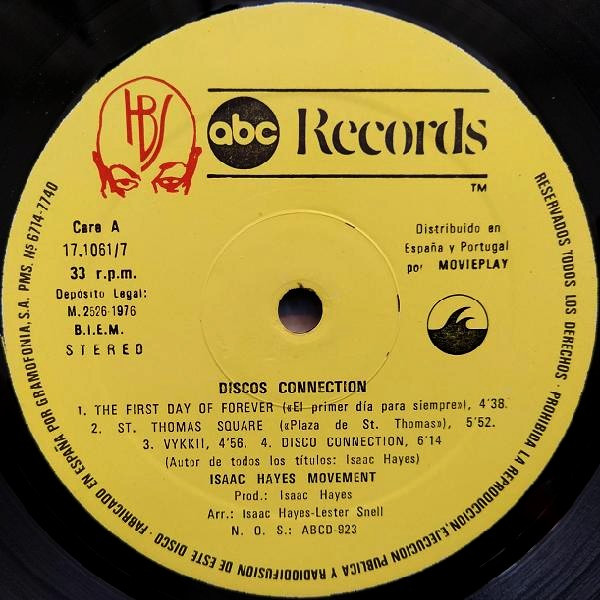 HBS
abc Records
TM
Cara A
17.1061/7
33 r.p.m.
Depósito Legal:
M. 2526-1976
B.I.E.M.
STEREO
Distribuido en
España y Portugal
por MOVIEPLAY
DISCOS CONNECTION
1. THE FIRST DAY OF FOREVER («El primer día para siempre»), 4'38.
2. ST. THOMAS SQUARE («Plaza de St. Thomas»), 5'52.
3. VYKKII, 4'56. 4. DISCO CONNECTION, 6'14
(Autor de todos los títulos: Isaac Hayes)
ISAAC HAYES MOVEMENT
Prod.: Isaac Hayes
Arr.: Isaac Hayes-Lester Snell
N. O. S.: ABCD-923
RESERVADOS TODOS LOS DERECHOS · PROHIBIDA LA REPRODUCCION, EJECUCION PUBLICA Y RADIODIFUSION DE ESTE DISCO · FABRICADO EN ESPAÑA POR GRAMOFONIA, S.A. PMS. Nº 6714-7740